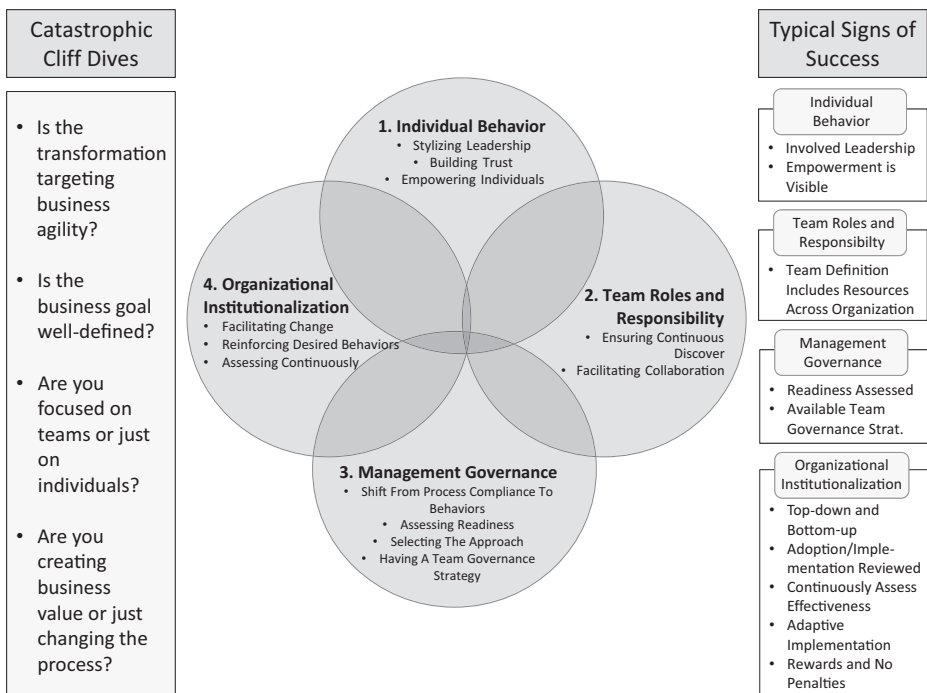 Catastrophic
Cliff Dives
• Is the
transformation
targeting
business
agility?
• Is the
business goal
well-defined?
• Are you
focused on
teams or just
on
individuals?
• Are you
creating
business
value or just
changing the
process?
1. Individual Behavior
• Stylizing Leadership
• Building Trust
• Empowering Individuals
4. Organizational
Institutionalization
• Facilitating Change
• Reinforcing Desired Behaviors
• Assessing Continuously
2. Team Roles and
Responsibility
• Ensuring Continuous
Discover
• Facilitating Collaboration
3. Management Governance
• Shift From Process Compliance To
Behaviors
• Assessing Readiness
• Selecting The Approach
• Having A Team Governance
Strategy
Typical Signs of
Success
Individual
Behavior
• Involved Leadership
• Empowerment is
Visible
Team Roles and
Responsibilty
• Team Definition
Includes Resources
Across Organization
Management
Governance
• Readiness Assessed
• Available Team
Governance Strat.
Organizational
Institutionalization
• Top-down and
Bottom-up
• Adoption/Imple-
mentation Reviewed
• Continuously Assess
Effectiveness
• Adaptive
Implementation
• Rewards and No
Penalties